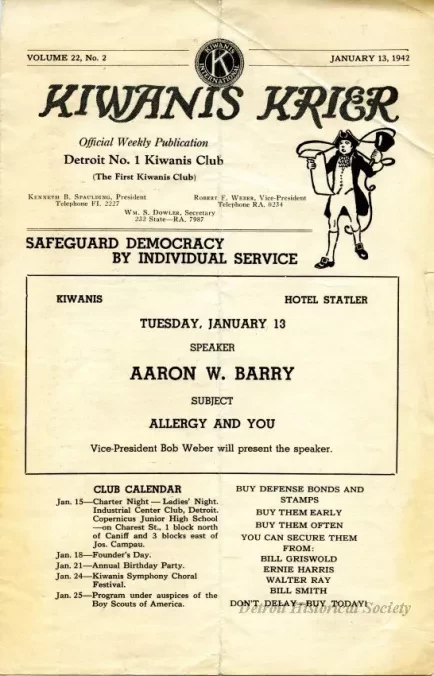 VOLUME 22, No. 2
JANUARY 13, 1942
KIWANIS
K
INTERNATIONAL
KIWANIS KRIER
Official Weekly Publication
Detroit No. 1 Kiwanis Club
(The First Kiwanis Club)
KENNETH B. SPAULDING, President
Telephone FI. 2227
ROBERT F. WEBER, Vice-President
Telephone RA. 0234
WM. S. DOWLER, Secretary
222 State—RA. 7987
SAFEGUARD DEMOCRACY
BY INDIVIDUAL SERVICE
KIWANIS
HOTEL STATLER
TUESDAY, JANUARY 13
SPEAKER
AARON W. BARRY
SUBJECT
ALLERGY AND YOU
Vice-President Bob Weber will present the speaker.
CLUB CALENDAR
Jan. 15—Charter Night — Ladies' Night.
Industrial Center Club, Detroit.
Copernicus Junior High School
—on Charest St., 1 block north
of Caniff and 3 blocks east of
Jos. Campau.
Jan. 18—Founder's Day.
Jan. 21—Annual Birthday Party.
Jan. 24—Kiwanis Symphony Choral
Festival.
Jan. 25—Program under auspices of the
Boy Scouts of America.
BUY DEFENSE BONDS AND
STAMPS
BUY THEM EARLY
BUY THEM OFTEN
YOU CAN SECURE THEM
FROM:
BILL GRISWOLD
ERNIE HARRIS
WALTER RAY
BILL SMITH
DON'T DELAY—BUY TODAY!
Detroit Historical Society